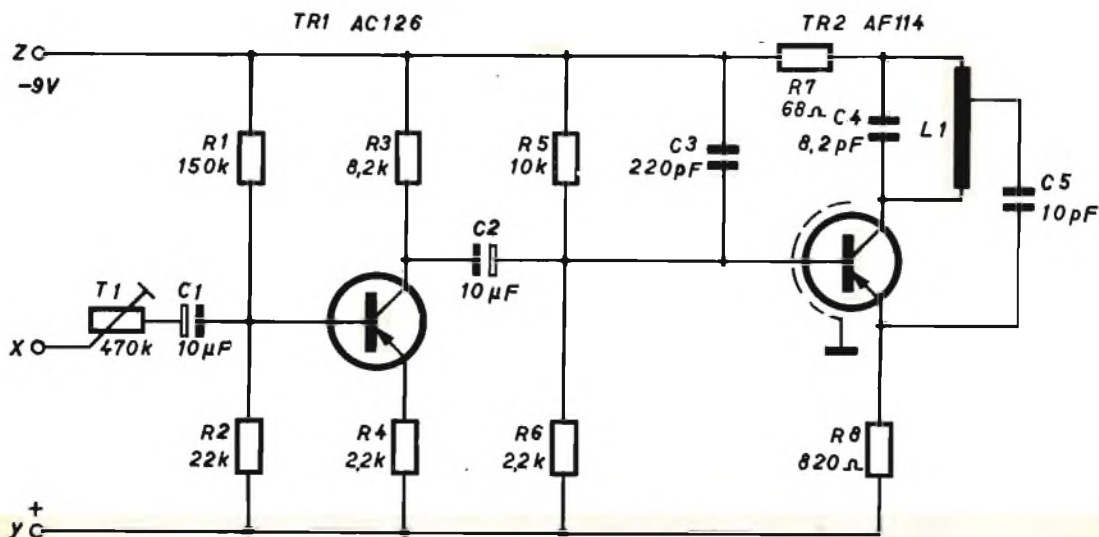 TR1 AC126
TR2 AF114
Z
-9V
R1
150k
R3
8,2k
R5
10k
C3
220pF
R7
68Ω
C4
8,2pF
L1
C5
10pF
C2
10µF
T1
470k
C1
10µF
X
R2
22k
R4
2,2k
R6
2,2k
R8
820Ω
+
Y